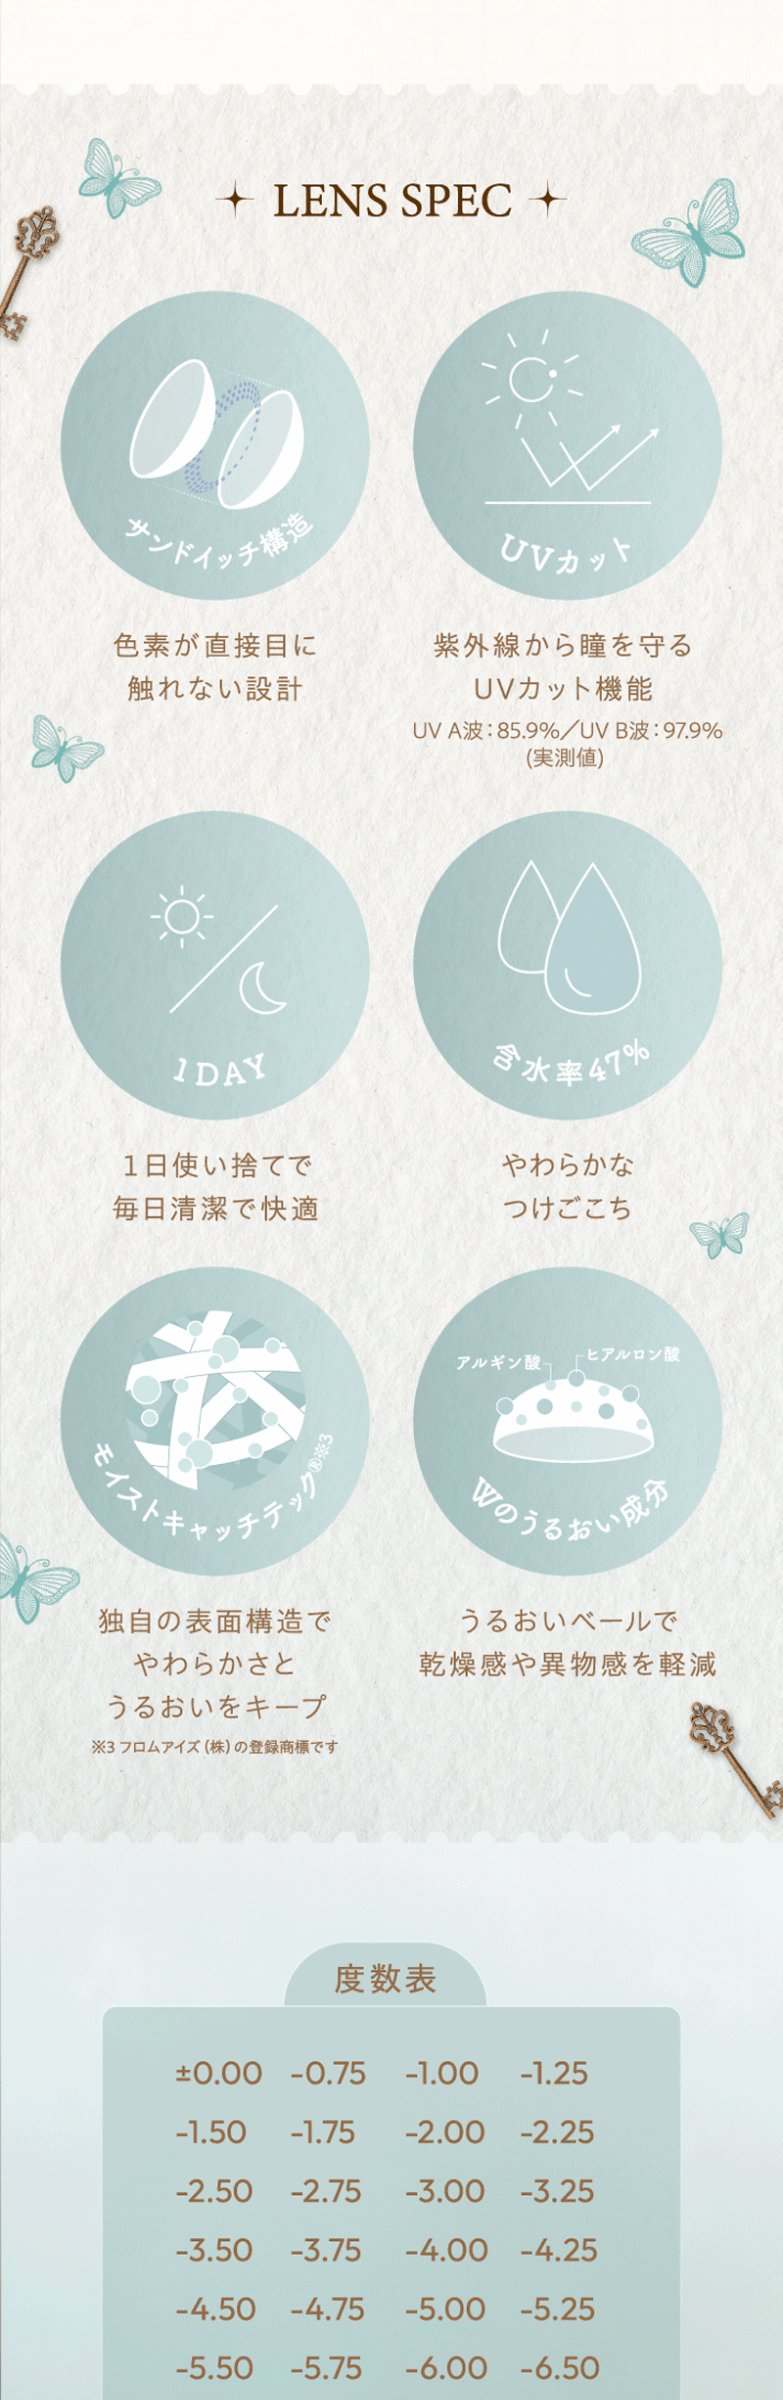 LENS SPEC
サンドイッチ構造
色素が直接目に
触れない設計
UVカット
紫外線から瞳を守る
UVカット機能
UV A波：85.9%／UV B波：97.9%
(実測値)
1DAY
1日使い捨てで
毎日清潔で快適
含水率47%
やわらかな
つけごこち
モイストキャッチテック®※3
独自の表面構造で
やわらかさと
うるおいをキープ
※3 フロムアイズ（株）の登録商標です
アルギン酸
ヒアルロン酸
Wのうるおい成分
うるおいベールで
乾燥感や異物感を軽減
度数表
±0.00 -0.75 -1.00 -1.25
-1.50 -1.75 -2.00 -2.25
-2.50 -2.75 -3.00 -3.25
-3.50 -3.75 -4.00 -4.25
-4.50 -4.75 -5.00 -5.25
-5.50 -5.75 -6.00 -6.50